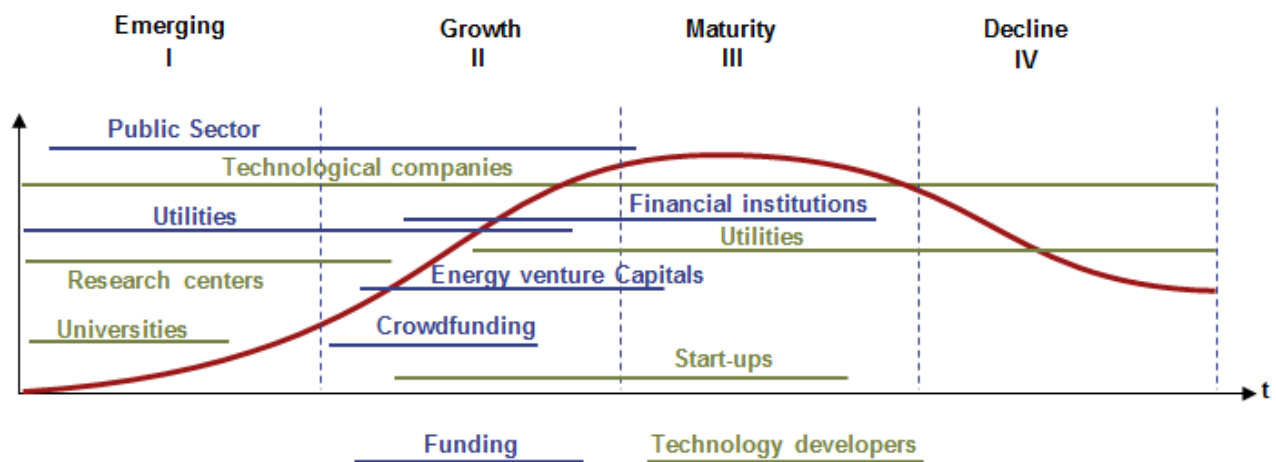 Emerging Growth Maturity Decline
I II III IV
Public Sector
Technological companies
Utilities Financial institutions
Utilities
Research centers Energy venture Capitals
Universities Crowdfunding
Start-ups
t
Funding Technology developers